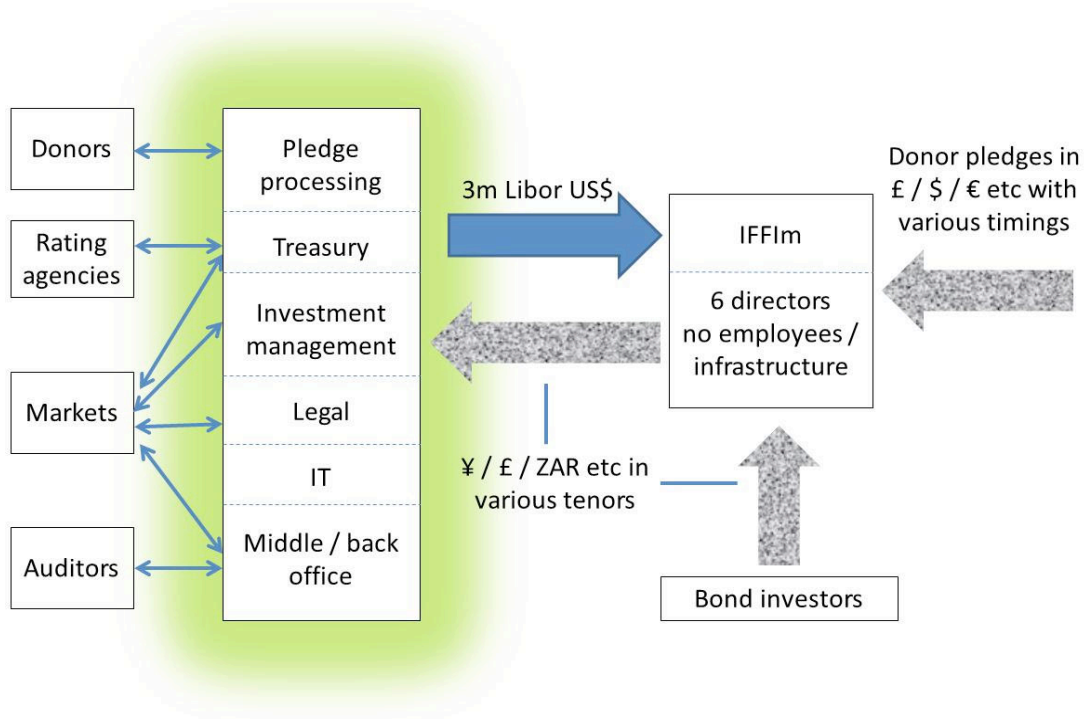 Donors
Rating
agencies
Markets
Auditors
Pledge
processing
Treasury
Investment
management
Legal
IT
Middle / back
office
3m Libor US$
¥ / £ / ZAR etc in
various tenors
IFFIm
6 directors
no employees /
infrastructure
Donor pledges in
£ / $ / € etc with
various timings
Bond investors